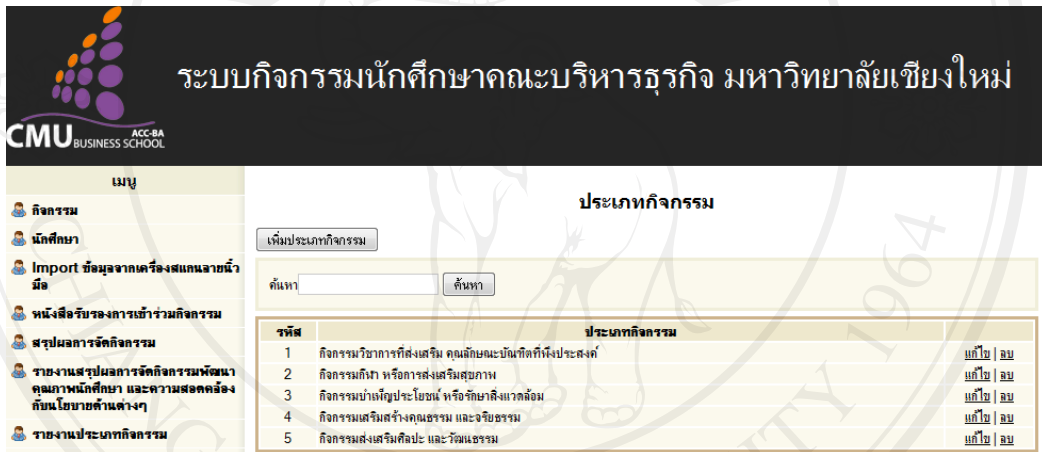 ระบบกิจกรรมนักศึกษาคณะบริหารธุรกิจ มหาวิทยาลัยเชียงใหม่
CMU BUSINESS SCHOOL
ACC-BA
เมนู
กิจกรรม
นักศึกษา
Import ข้อมูลจากเครื่องสแกนลายนิ้ว
มือ
หนังสือรับรองการเข้าร่วมกิจกรรม
สรุปผลการจัดกิจกรรม
รายงานสรุปผลการจัดกิจกรรมพัฒนา
คุณภาพนักศึกษา และความสอดคล้อง
กับนโยบายด้านต่างๆ
รายงานประเภทกิจกรรม
ประเภทกิจกรรม
เพิ่มประเภทกิจกรรม
ค้นหา ค้นหา
รหัส ประเภทกิจกรรม
1 กิจกรรมวิชาการที่ส่งเสริม คุณลักษณะบัณฑิตที่พึงประสงค์ แก้ไข | ลบ
2 กิจกรรมกีฬา หรือการส่งเสริมสุขภาพ แก้ไข | ลบ
3 กิจกรรมบำเพ็ญประโยชน์ หรือรักษาสิ่งแวดล้อม แก้ไข | ลบ
4 กิจกรรมเสริมสร้างคุณธรรม และจริยธรรม แก้ไข | ลบ
5 กิจกรรมส่งเสริมศิลปะ และวัฒนธรรม แก้ไข | ลบ
CHIANG
ITY 1964